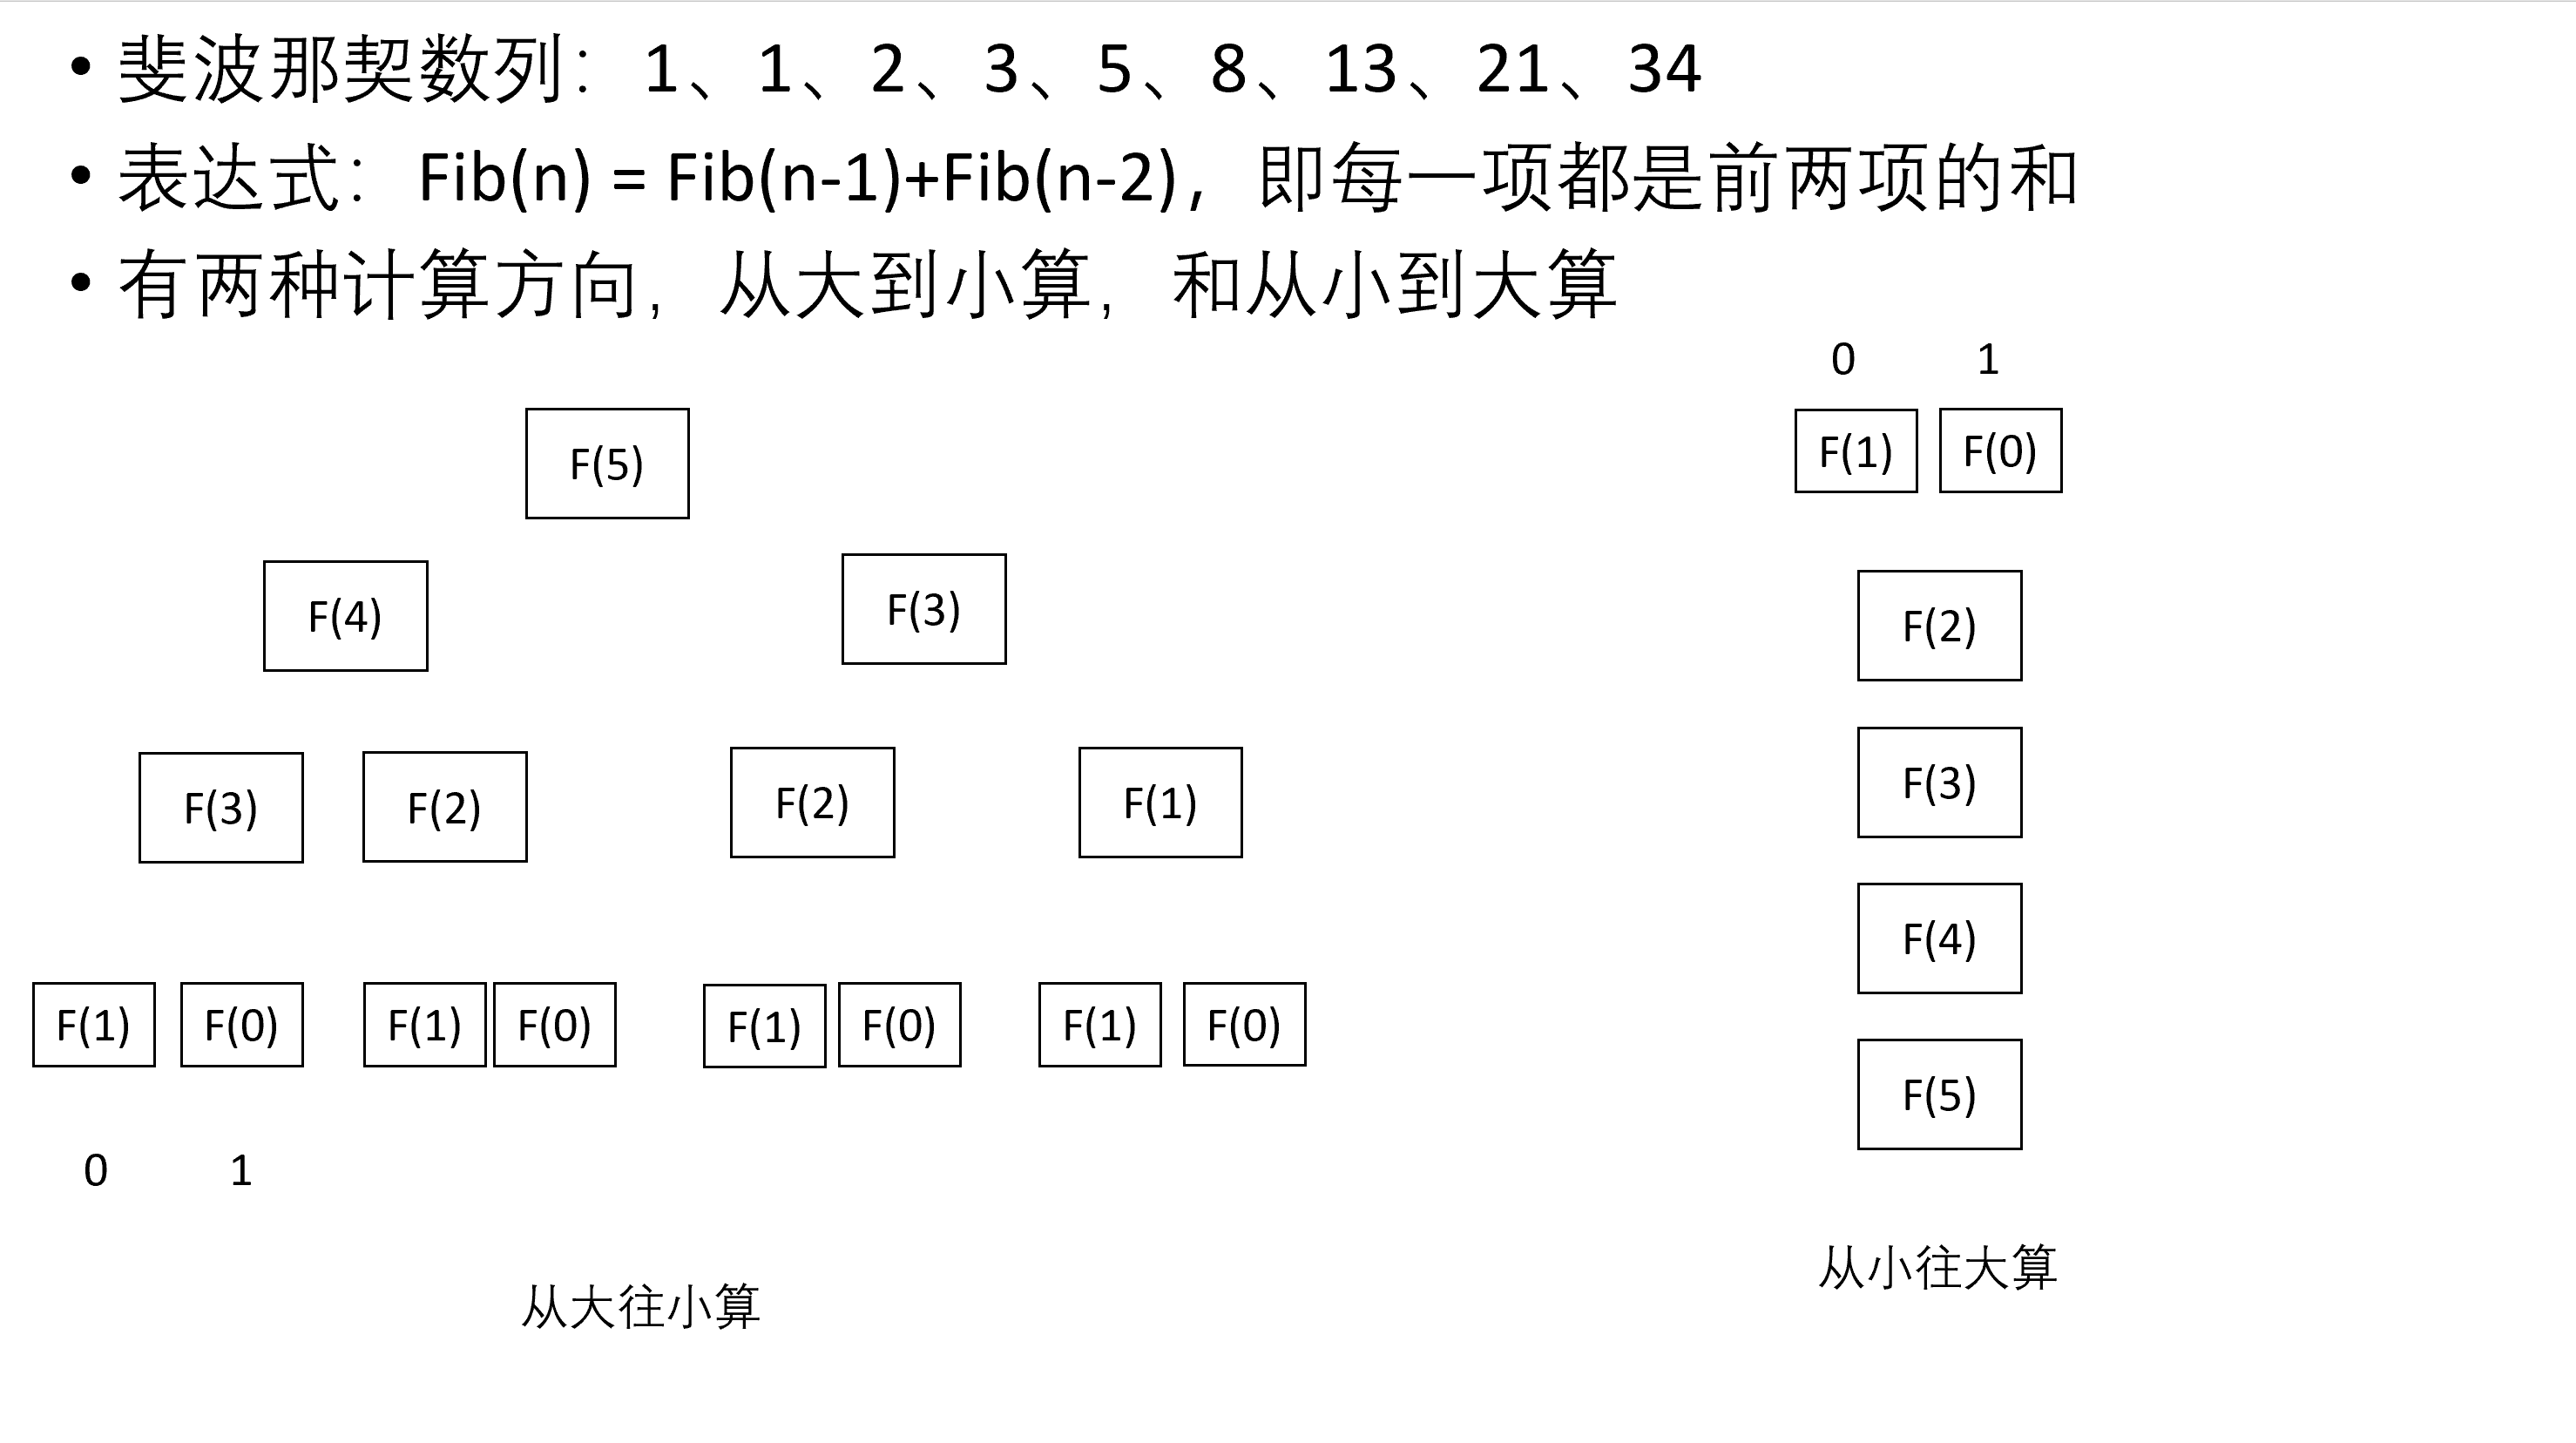 • 斐波那契数列：1、1、2、3、5、8、13、21、34
• 表达式：Fib(n) = Fib(n-1)+Fib(n-2)，即每一项都是前两项的和
• 有两种计算方向，从大到小算，和从小到大算
F(5)
F(4) F(3)
F(3) F(2) F(2) F(1)
F(1) F(0) F(1) F(0) F(1) F(0) F(1) F(0)
0 1
从大往小算
0 1
F(1) F(0)
F(2)
F(3)
F(4)
F(5)
从小往大算